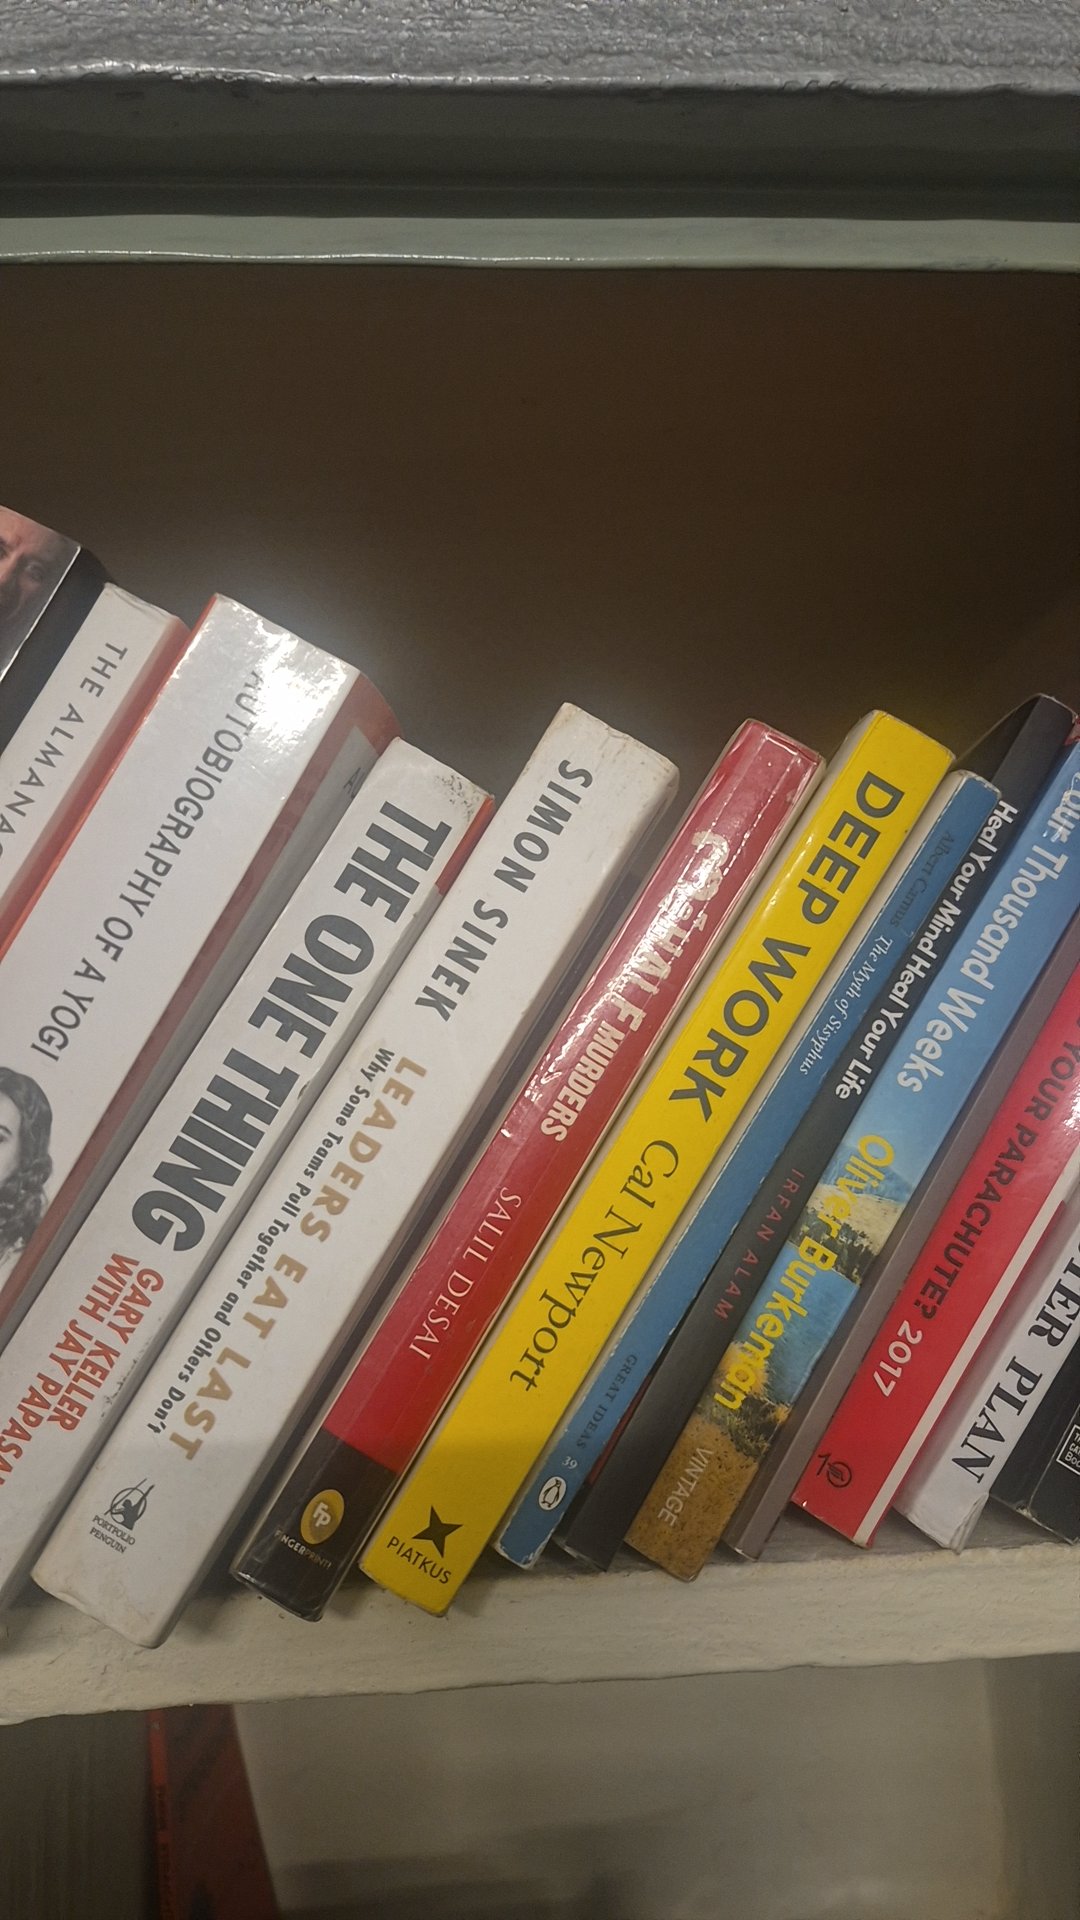 THE ALMANA
AUTOBIOGRAPHY OF A YOGI
THE ONE THING
GARY KELLER
WITH JAY PAPASA
SIMON SINEK
LEADERS EAT LAST
Why Some Teams Pull Together and Others Don't
PORTFOLIO
PENGUIN
MURDERS
SALIL DESAI
FP
FINGERPRINT!
DEEP WORK Cal Newport
PIATKUS
Albert Camus The Myth of Sisyphus
GREAT IDEAS 39
Heal Your Mind Heal Your Life
IRFAN ALAM
Four Thousand Weeks
Oliver Burkeman
VINTAGE
YOUR PARACHUTE? 2017
TER PLAN